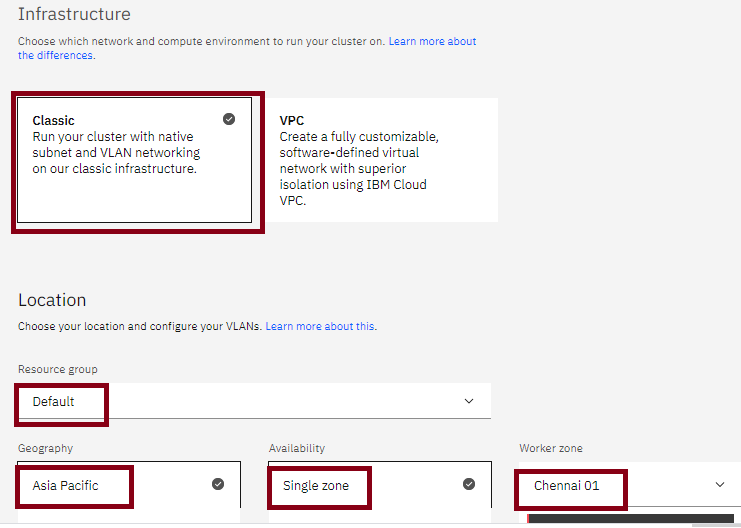 Infrastructure
Choose which network and compute environment to run your cluster on. Learn more about
the differences.
Classic
Run your cluster with native
subnet and VLAN networking
on our classic infrastructure.
VPC
Create a fully customizable,
software-defined virtual
network with superior
isolation using IBM Cloud
VPC.
Location
Choose your location and configure your VLANs. Learn more about this.
Resource group
Default
Geography
Availability
Worker zone
Asia Pacific
Single zone
Chennai 01